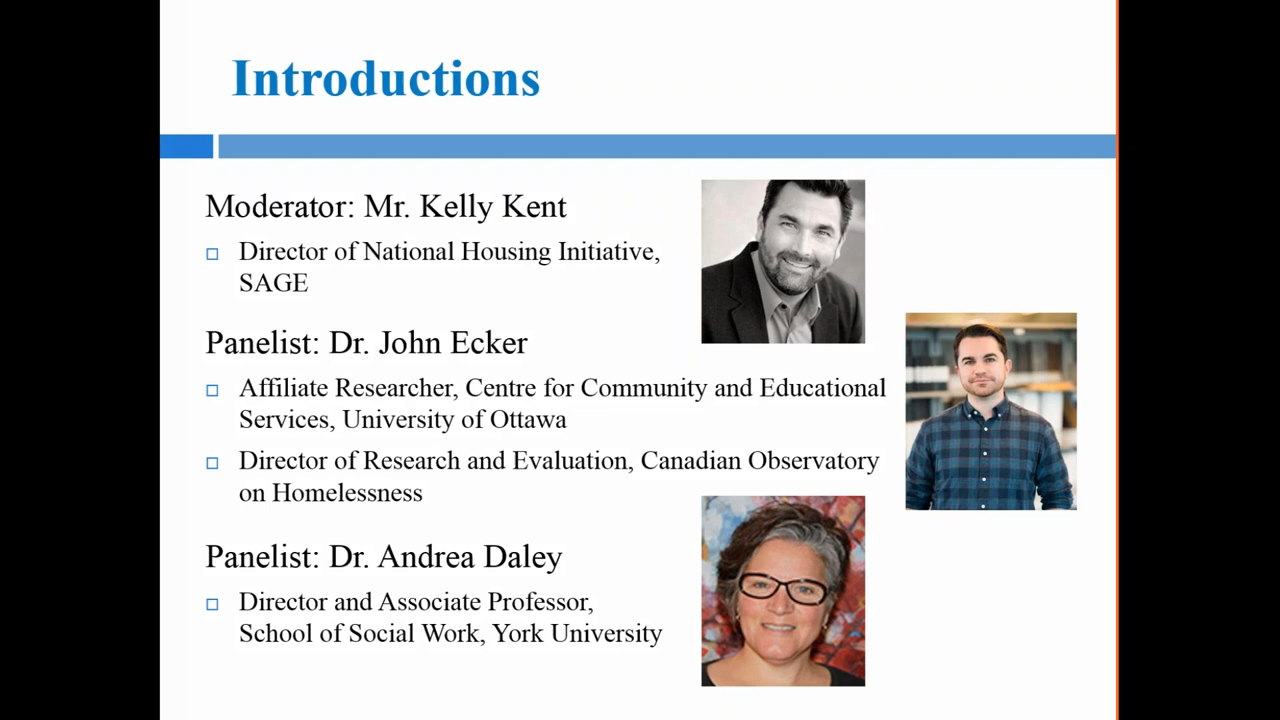 Introductions
Moderator: Mr. Kelly Kent
Director of National Housing Initiative,
SAGE
Panelist: Dr. John Ecker
Affiliate Researcher, Centre for Community and Educational
Services, University of Ottawa
Director of Research and Evaluation, Canadian Observatory
on Homelessness
Panelist: Dr. Andrea Daley
Director and Associate Professor,
School of Social Work, York University